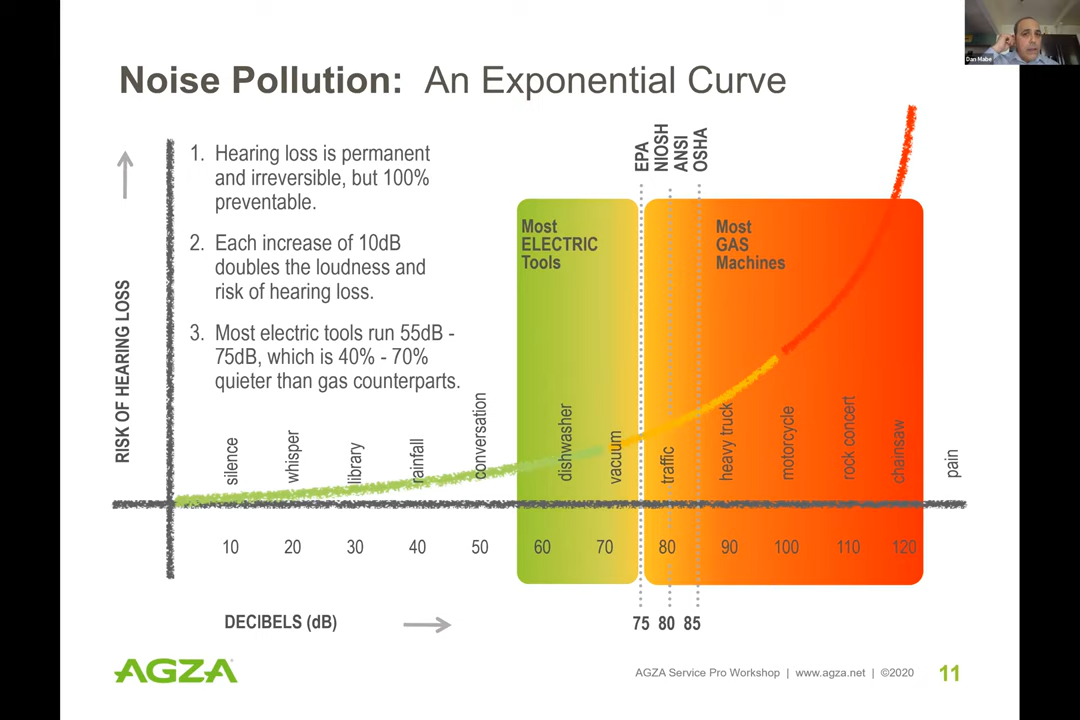 Dan Mabe
Noise Pollution: An Exponential Curve
1. Hearing loss is permanent
and irreversible, but 100%
preventable.
2. Each increase of 10dB
doubles the loudness and
risk of hearing loss.
3. Most electric tools run 55dB -
75dB, which is 40% - 70%
quieter than gas counterparts.
EPA
NIOSH
ANSI
OSHA
Most
ELECTRIC
Tools
Most
GAS
Machines
RISK OF HEARING LOSS
silence
whisper
library
rainfall
conversation
dishwasher
vacuum
traffic
heavy truck
motorcycle
rock concert
chainsaw
pain
10 20 30 40 50 60 70 80 90 100 110 120
DECIBELS (dB)
75 80 85
AGZA
AGZA Service Pro Workshop | www.agza.net | ©2020 11